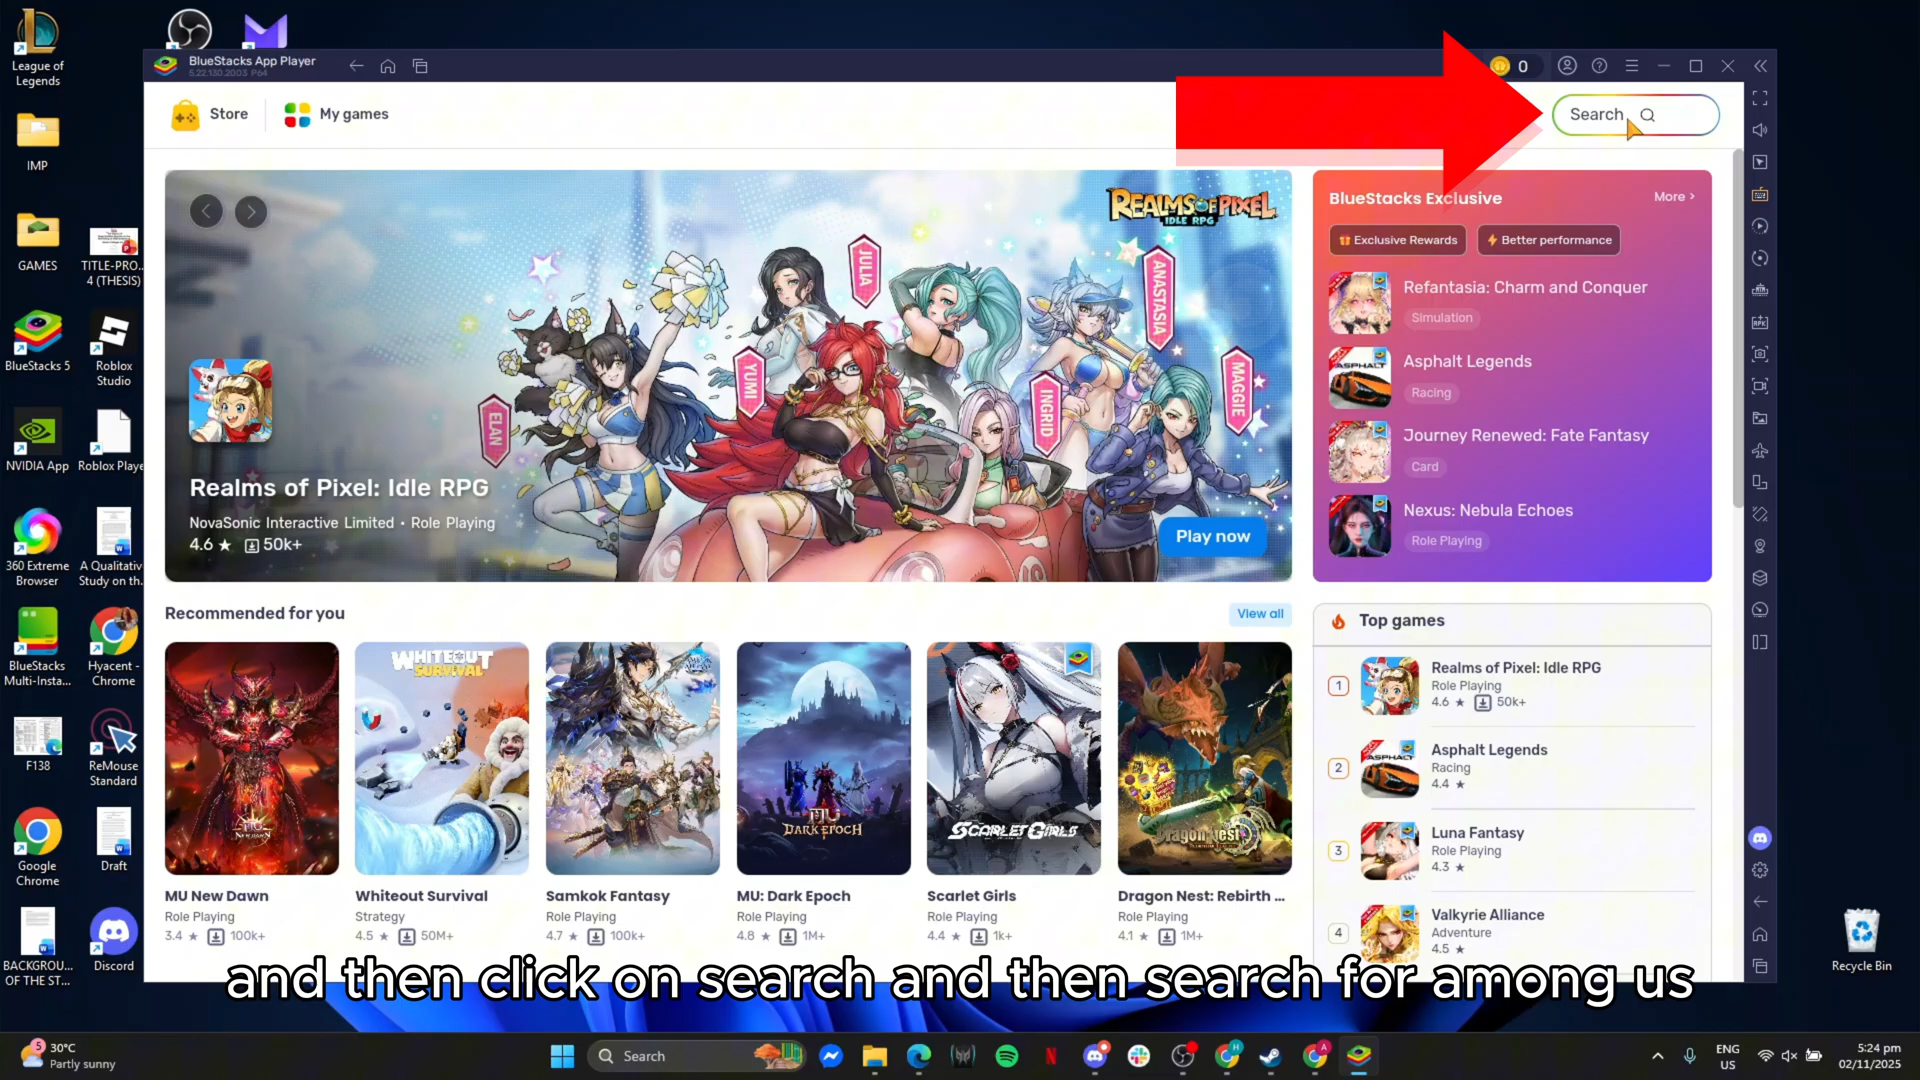 League of
Legends
IMP
GAMES
TITLE-PRO...
4 (THESIS)
BlueStacks 5
Roblox
Studio
NVIDIA App
Roblox Playe
360 Extreme
Browser
A Qualitativ
Study on th...
BlueStacks
Multi-Insta...
Hyacent -
Chrome
F138
ReMouse
Standard
Google
Chrome
Draft
BACKGROU...
OF THE ST...
Discord
Recycle Bin
BlueStacks App Player
5.22.130.2003 P64
0
Store
My games
Search
REALMS OF PIXEL
IDLE RPG
ELAN
YUMI
JULIA
INGRID
ANASTASIA
MAGGIE
Realms of Pixel: Idle RPG
NovaSonic Interactive Limited • Role Playing
4.6 ★ 50k+
Play now
BlueStacks Exclusive
More >
Exclusive Rewards
Better performance
Refantasia: Charm and Conquer
Simulation
ASPHALT
Asphalt Legends
Racing
Journey Renewed: Fate Fantasy
Card
Nexus: Nebula Echoes
Role Playing
Recommended for you
View all
MU New Dawn
Role Playing
3.4 ★ 100k+
WHITEOUT
SURVIVAL
Whiteout Survival
Strategy
4.5 ★ 50M+
Samkok Fantasy
Role Playing
4.7 ★ 100k+
MU
DARK EPOCH
MU: Dark Epoch
Role Playing
4.8 ★ 1M+
SCARLET GIRLS
Scarlet Girls
Role Playing
4.4 ★ 1k+
Dragon Nest
Dragon Nest: Rebirth ...
Role Playing
4.1 ★ 1M+
Top games
1
Realms of Pixel: Idle RPG
Role Playing
4.6 ★ 50k+
2
ASPHALT
Asphalt Legends
Racing
4.4 ★
3
Luna Fantasy
Role Playing
4.3 ★
4
Valkyrie Alliance
Adventure
4.5 ★
and then click on search and then search for among us
5
30°C
Partly sunny
Search
ENG
US
5:24 pm
02/11/2025